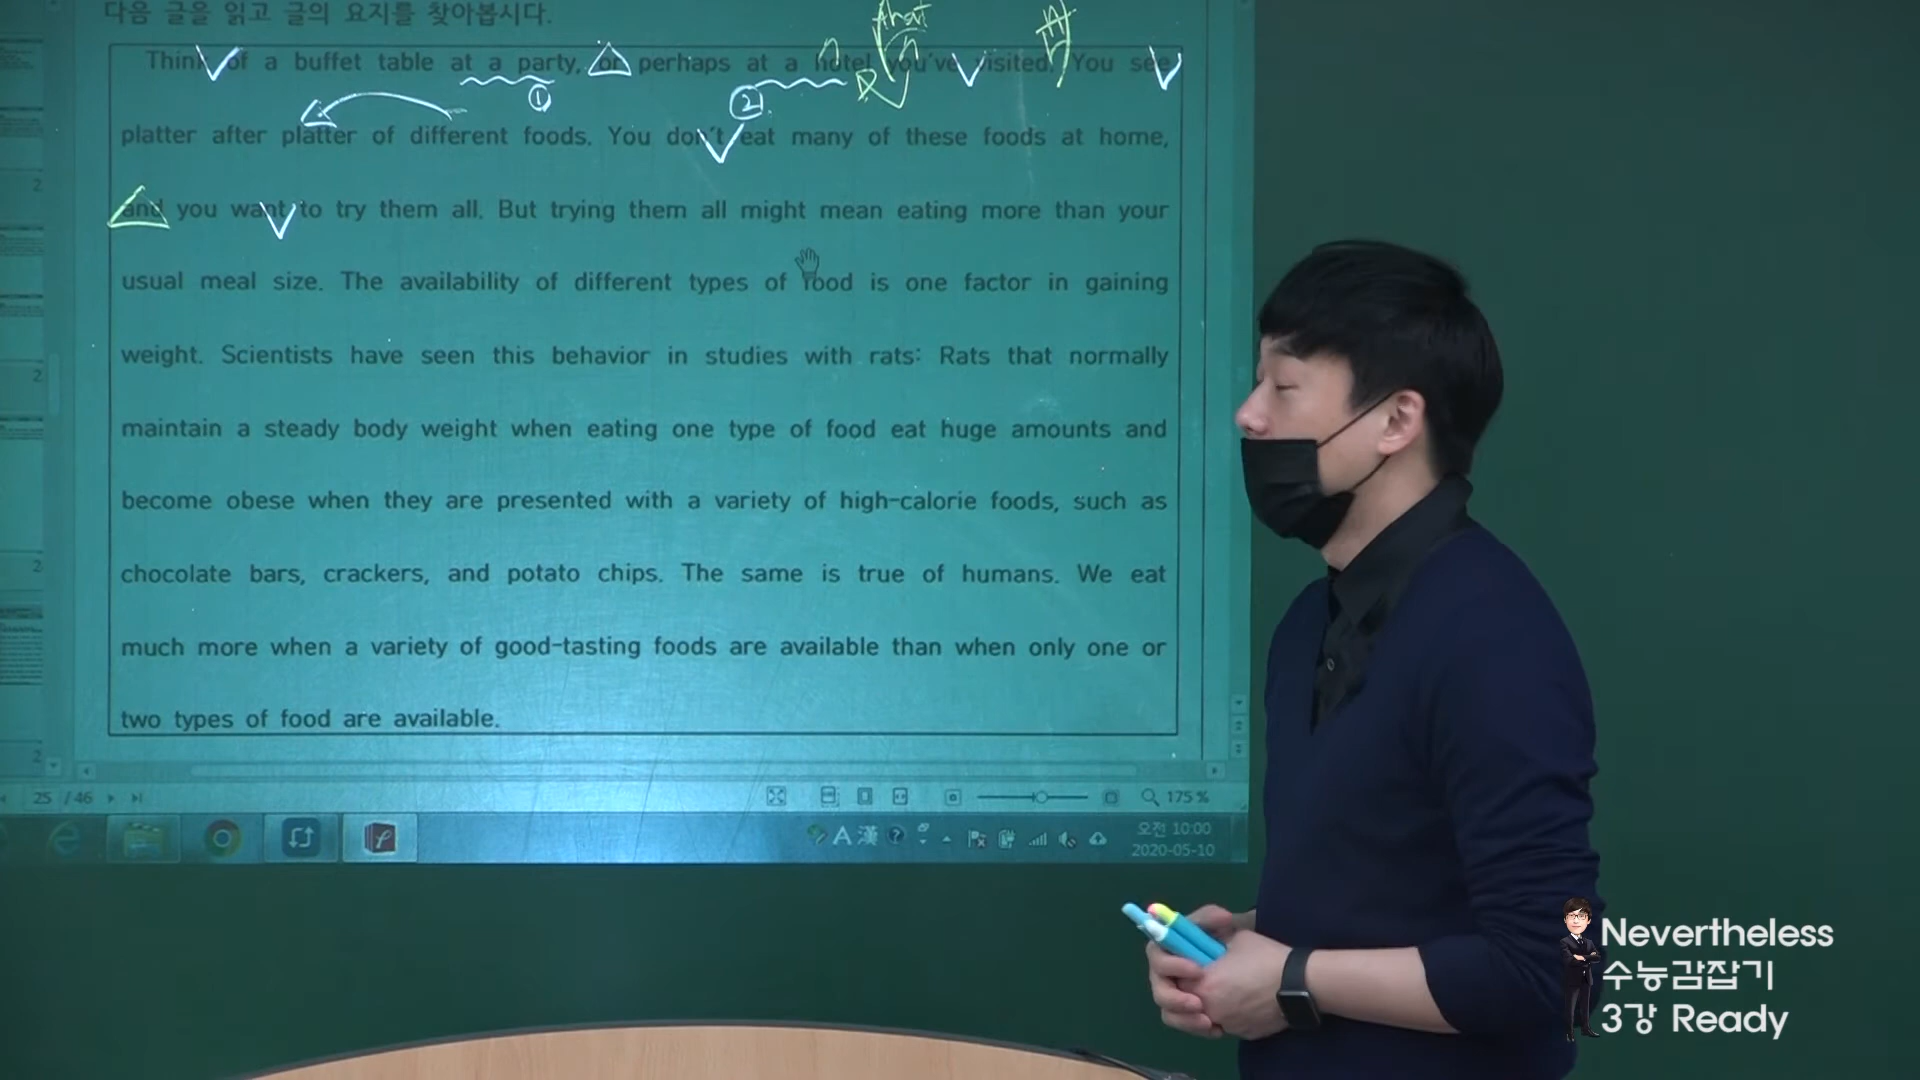 다음 글을 읽고 글의 요지를 찾아봅시다.
that
Think of a buffet table at a party, or perhaps at a hotel you've visited. You see
① ②
platter after platter of different foods. You don't eat many of these foods at home,
and you want to try them all. But trying them all might mean eating more than your
usual meal size. The availability of different types of food is one factor in gaining
weight. Scientists have seen this behavior in studies with rats: Rats that normally
maintain a steady body weight when eating one type of food eat huge amounts and
become obese when they are presented with a variety of high-calorie foods, such as
chocolate bars, crackers, and potato chips. The same is true of humans. We eat
much more when a variety of good-tasting foods are available than when only one or
two types of food are available.
25 / 46
175 %
A 漢
오전 10:00
2020-05-10
Nevertheless
수능감잡기
3강 Ready